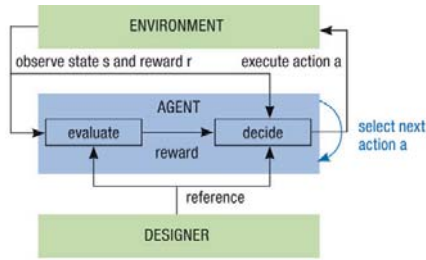 ENVIRONMENT
observe state s and reward r
execute action a
AGENT
evaluate
decide
reward
select next
action a
reference
DESIGNER